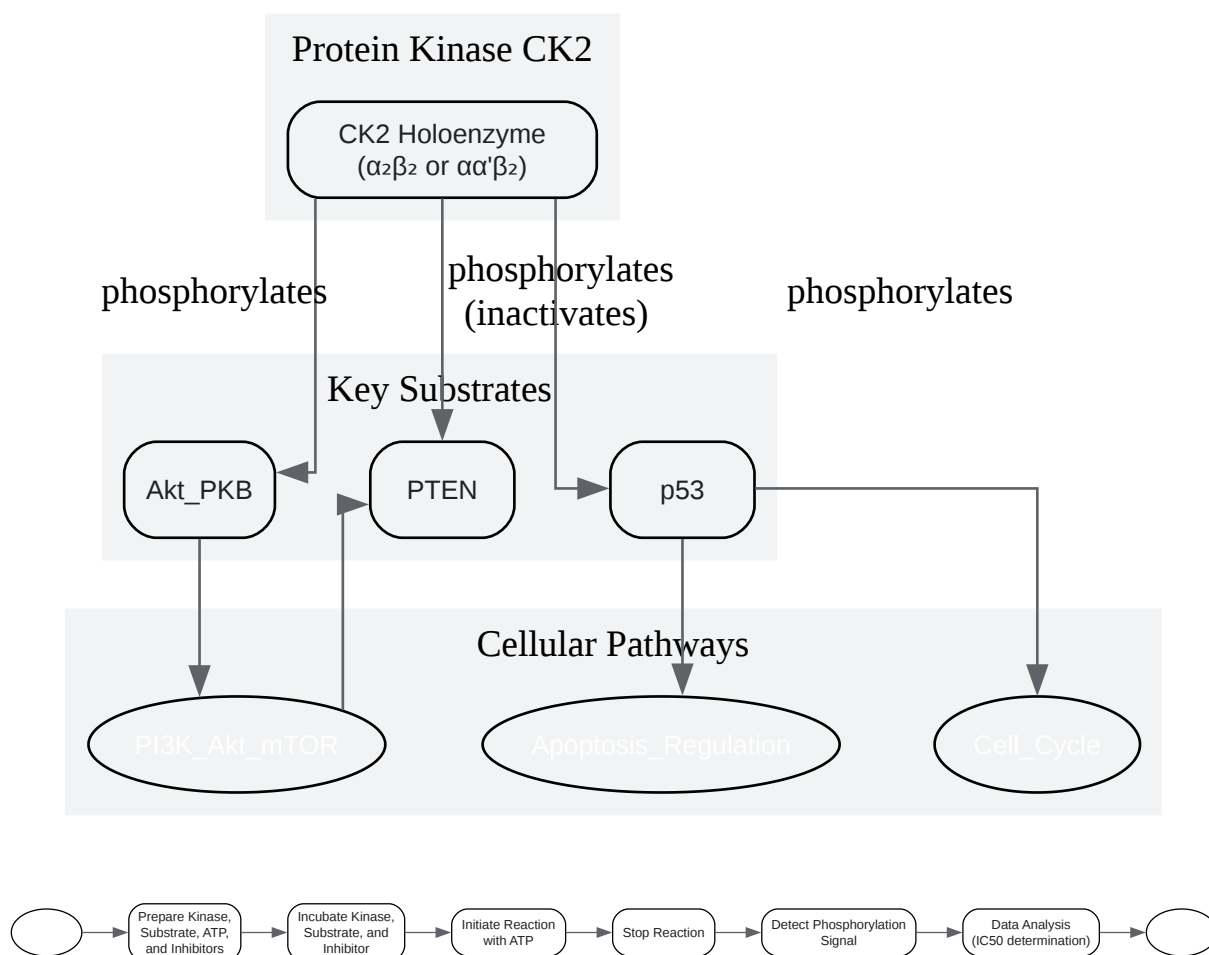 Protein Kinase CK2
CK2 Holoenzyme
(α₂β₂ or αα'β₂)
phosphorylates
phosphorylates
(inactivates)
phosphorylates
Key Substrates
Akt_PKB
PTEN
p53
Cellular Pathways
PI3K_Akt_mTOR
Apoptosis_Regulation
Cell_Cycle
Prepare Kinase,
Substrate, ATP,
and Inhibitors
Incubate Kinase,
Substrate, and
Inhibitor
Initiate Reaction
with ATP
Stop Reaction
Detect Phosphorylation
Signal
Data Analysis
(IC50 determination)